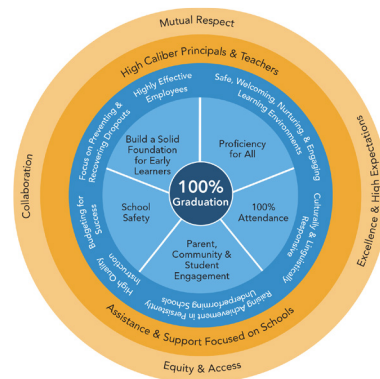 Mutual Respect
High Caliber Principals & Teachers
Highly Effective
Employees
Safe, Welcoming, Nurturing, & Engaging
Learning Environments
Focus on Preventing &
Recovering Dropouts
Build a Solid
Foundation
for Early
Learners
Proficiency
for All
Collaboration
Excellence & High Expectations
100%
Graduation
Budgeting for
Success
School
Safety
100%
Attendance
Culturally & Linguistically
Responsive
Parent,
Community &
Student
Engagement
High Quality
Instruction
Raising Achievement in Persistently
Underperforming Schools
Assistance & Support Focused on Schools
Equity & Access